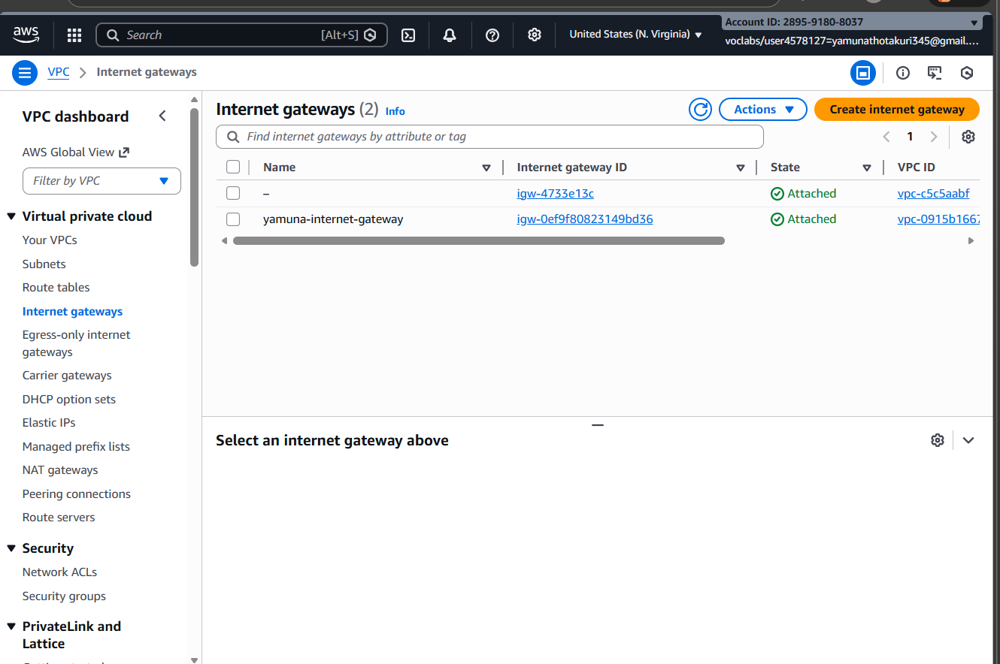 aws
Search [Alt+S]
United States (N. Virginia)
Account ID: 2895-9180-8037
voclabs/user4578127=yamunathotakuri345@gmail....
VPC > Internet gateways
VPC dashboard
AWS Global View
Filter by VPC
Virtual private cloud
Your VPCs
Subnets
Route tables
Internet gateways
Egress-only internet
gateways
Carrier gateways
DHCP option sets
Elastic IPs
Managed prefix lists
NAT gateways
Peering connections
Route servers
Security
Network ACLs
Security groups
PrivateLink and
Lattice
Internet gateways (2) Info
Actions
Create internet gateway
Find internet gateways by attribute or tag
1
Name Internet gateway ID State VPC ID
– igw-4733e13c Attached vpc-c5c5aabf
yamuna-internet-gateway igw-0ef9f80823149bd36 Attached vpc-0915b1667
Select an internet gateway above